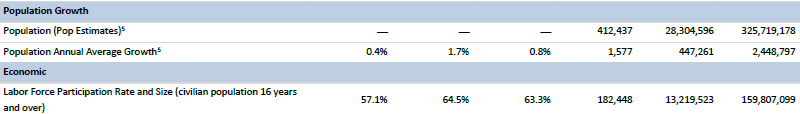 Population Growth
Population (Pop Estimates)⁵ — — — 412,437 28,304,596 325,719,178
Population Annual Average Growth⁵ 0.4% 1.7% 0.8% 1,577 447,261 2,448,797
Economic
Labor Force Participation Rate and Size (civilian population 16 years
and over) 57.1% 64.5% 63.3% 182,448 13,219,523 159,807,099